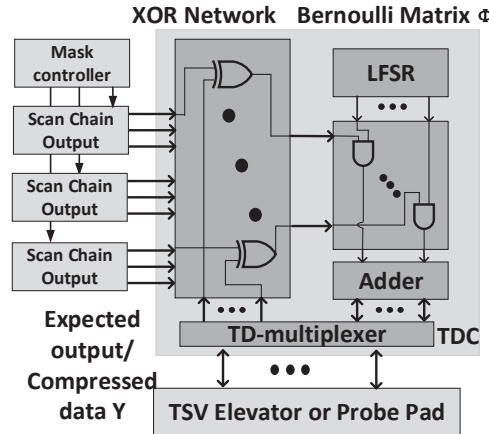 XOR Network
Bernoulli Matrix Φ
Mask
controller
LFSR
Scan Chain
Output
Scan Chain
Output
Scan Chain
Output
Adder
Expected
output/
Compressed
data Y
TD-multiplexer
TDC
TSV Elevator or Probe Pad